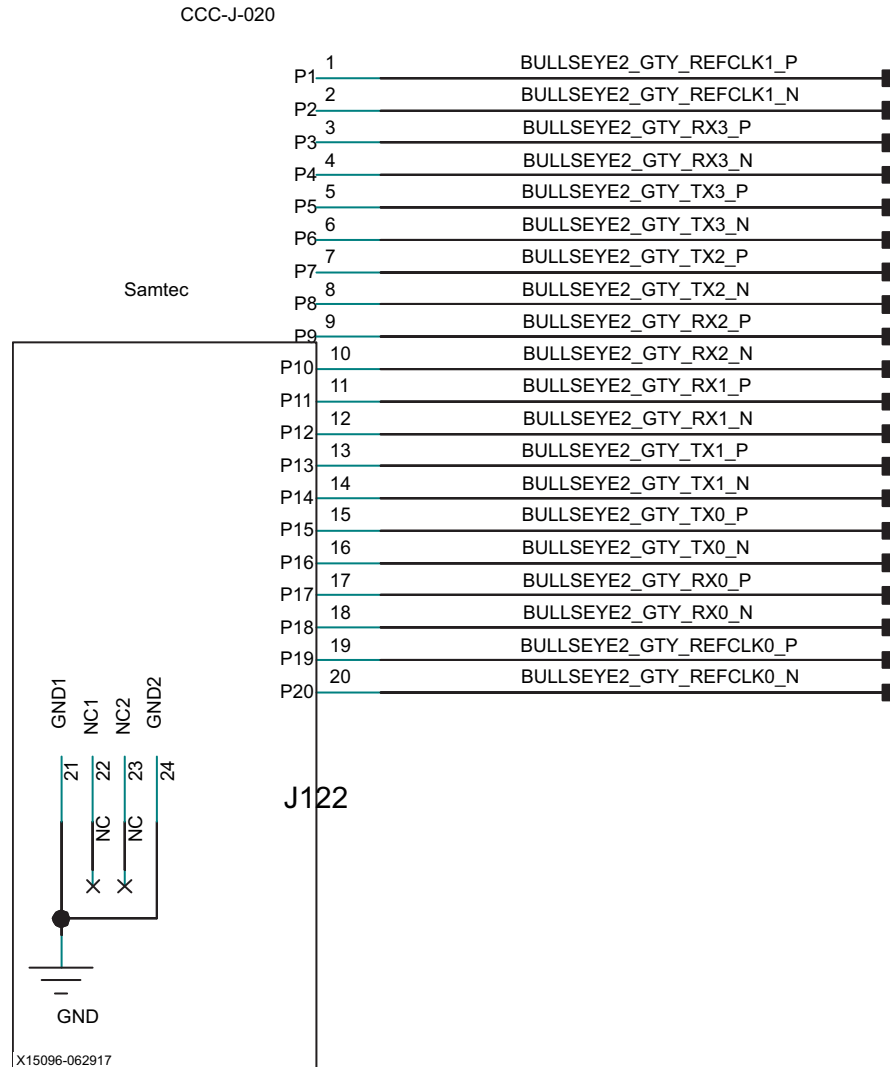 CCC-J-020
1 BULLSEYE2_GTY_REFCLK1_P
P1
2 BULLSEYE2_GTY_REFCLK1_N
P2
3 BULLSEYE2_GTY_RX3_P
P3
4 BULLSEYE2_GTY_RX3_N
P4
5 BULLSEYE2_GTY_TX3_P
P5
6 BULLSEYE2_GTY_TX3_N
P6
7 BULLSEYE2_GTY_TX2_P
P7
Samtec
8 BULLSEYE2_GTY_TX2_N
P8
9 BULLSEYE2_GTY_RX2_P
P9
10 BULLSEYE2_GTY_RX2_N
P10
11 BULLSEYE2_GTY_RX1_P
P11
12 BULLSEYE2_GTY_RX1_N
P12
13 BULLSEYE2_GTY_TX1_P
P13
14 BULLSEYE2_GTY_TX1_N
P14
15 BULLSEYE2_GTY_TX0_P
P15
16 BULLSEYE2_GTY_TX0_N
P16
17 BULLSEYE2_GTY_RX0_P
P17
18 BULLSEYE2_GTY_RX0_N
P18
19 BULLSEYE2_GTY_REFCLK0_P
P19
20 BULLSEYE2_GTY_REFCLK0_N
P20
GND1
NC1
NC2
GND2
21
22
23
24
NC
NC
J122
GND
X15096-062917